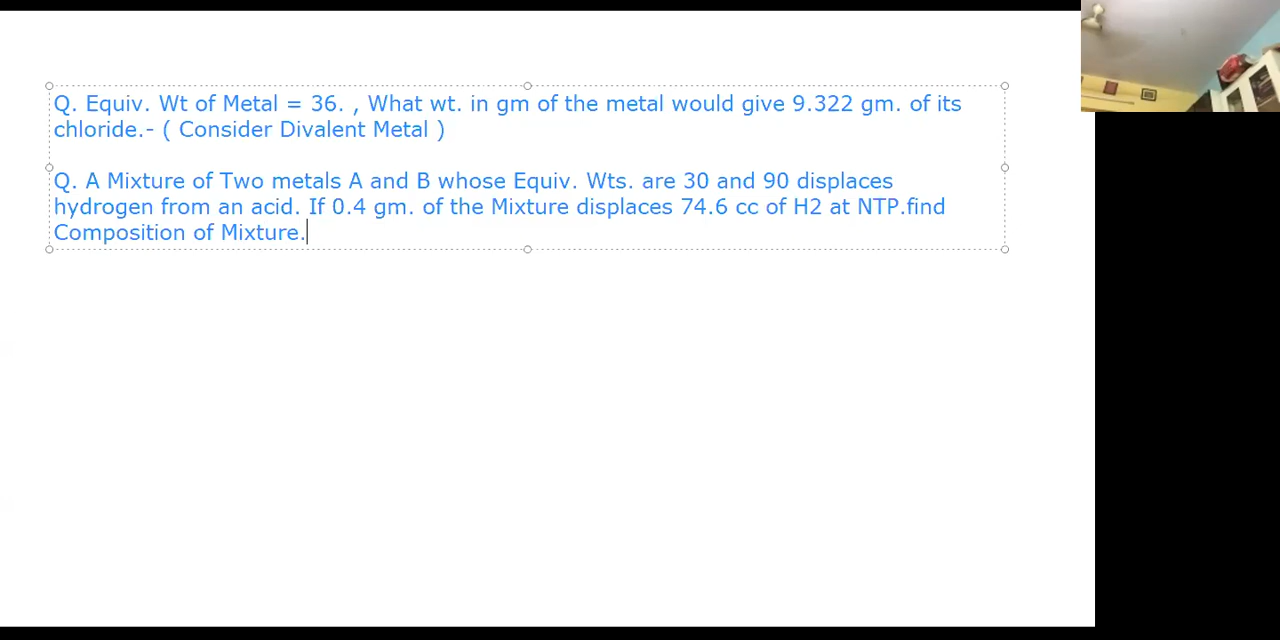 Q. Equiv. Wt of Metal = 36. , What wt. in gm of the metal would give 9.322 gm. of its
chloride.- ( Consider Divalent Metal )
Q. A Mixture of Two metals A and B whose Equiv. Wts. are 30 and 90 displaces
hydrogen from an acid. If 0.4 gm. of the Mixture displaces 74.6 cc of H2 at NTP.find
Composition of Mixture.